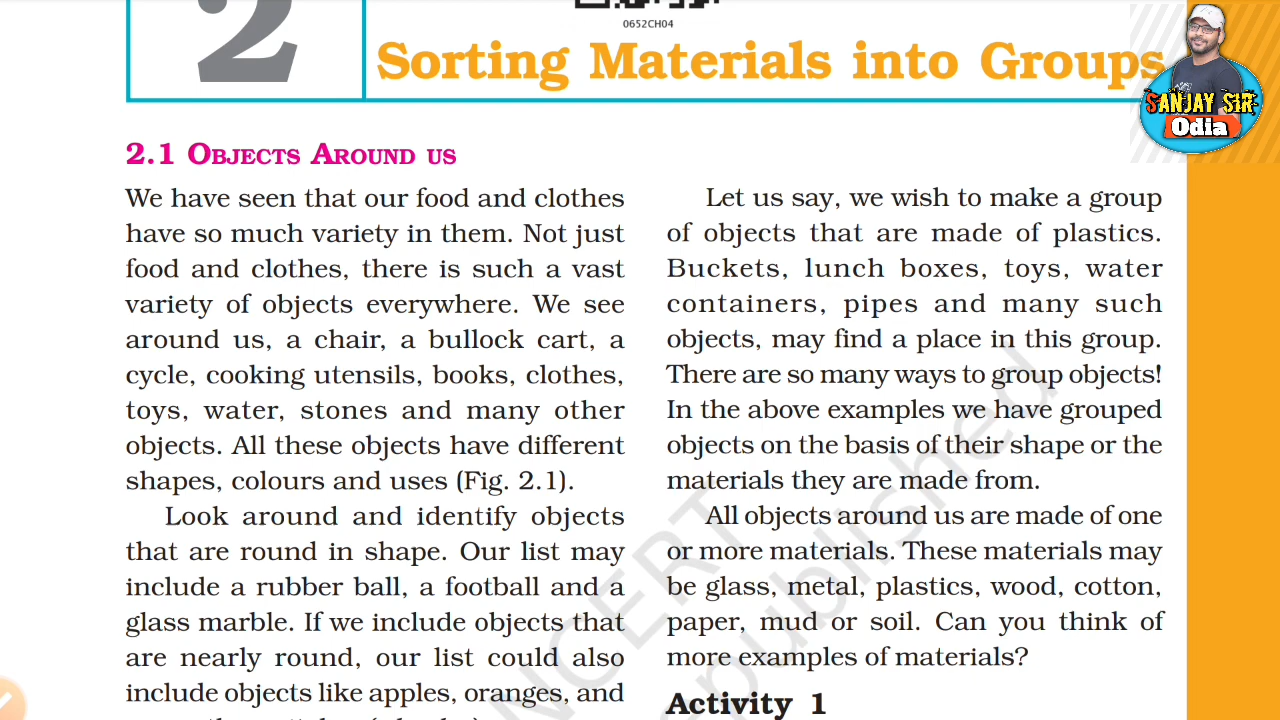 2
0652CH04
Sorting Materials into Groups
SANJAY SIR
Odia
2.1 OBJECTS AROUND US
We have seen that our food and clothes
have so much variety in them. Not just
food and clothes, there is such a vast
variety of objects everywhere. We see
around us, a chair, a bullock cart, a
cycle, cooking utensils, books, clothes,
toys, water, stones and many other
objects. All these objects have different
shapes, colours and uses (Fig. 2.1).
Look around and identify objects
that are round in shape. Our list may
include a rubber ball, a football and a
glass marble. If we include objects that
are nearly round, our list could also
include objects like apples, oranges, and
Let us say, we wish to make a group
of objects that are made of plastics.
Buckets, lunch boxes, toys, water
containers, pipes and many such
objects, may find a place in this group.
There are so many ways to group objects!
In the above examples we have grouped
objects on the basis of their shape or the
materials they are made from.
All objects around us are made of one
or more materials. These materials may
be glass, metal, plastics, wood, cotton,
paper, mud or soil. Can you think of
more examples of materials?
Activity 1
NCERT
republished